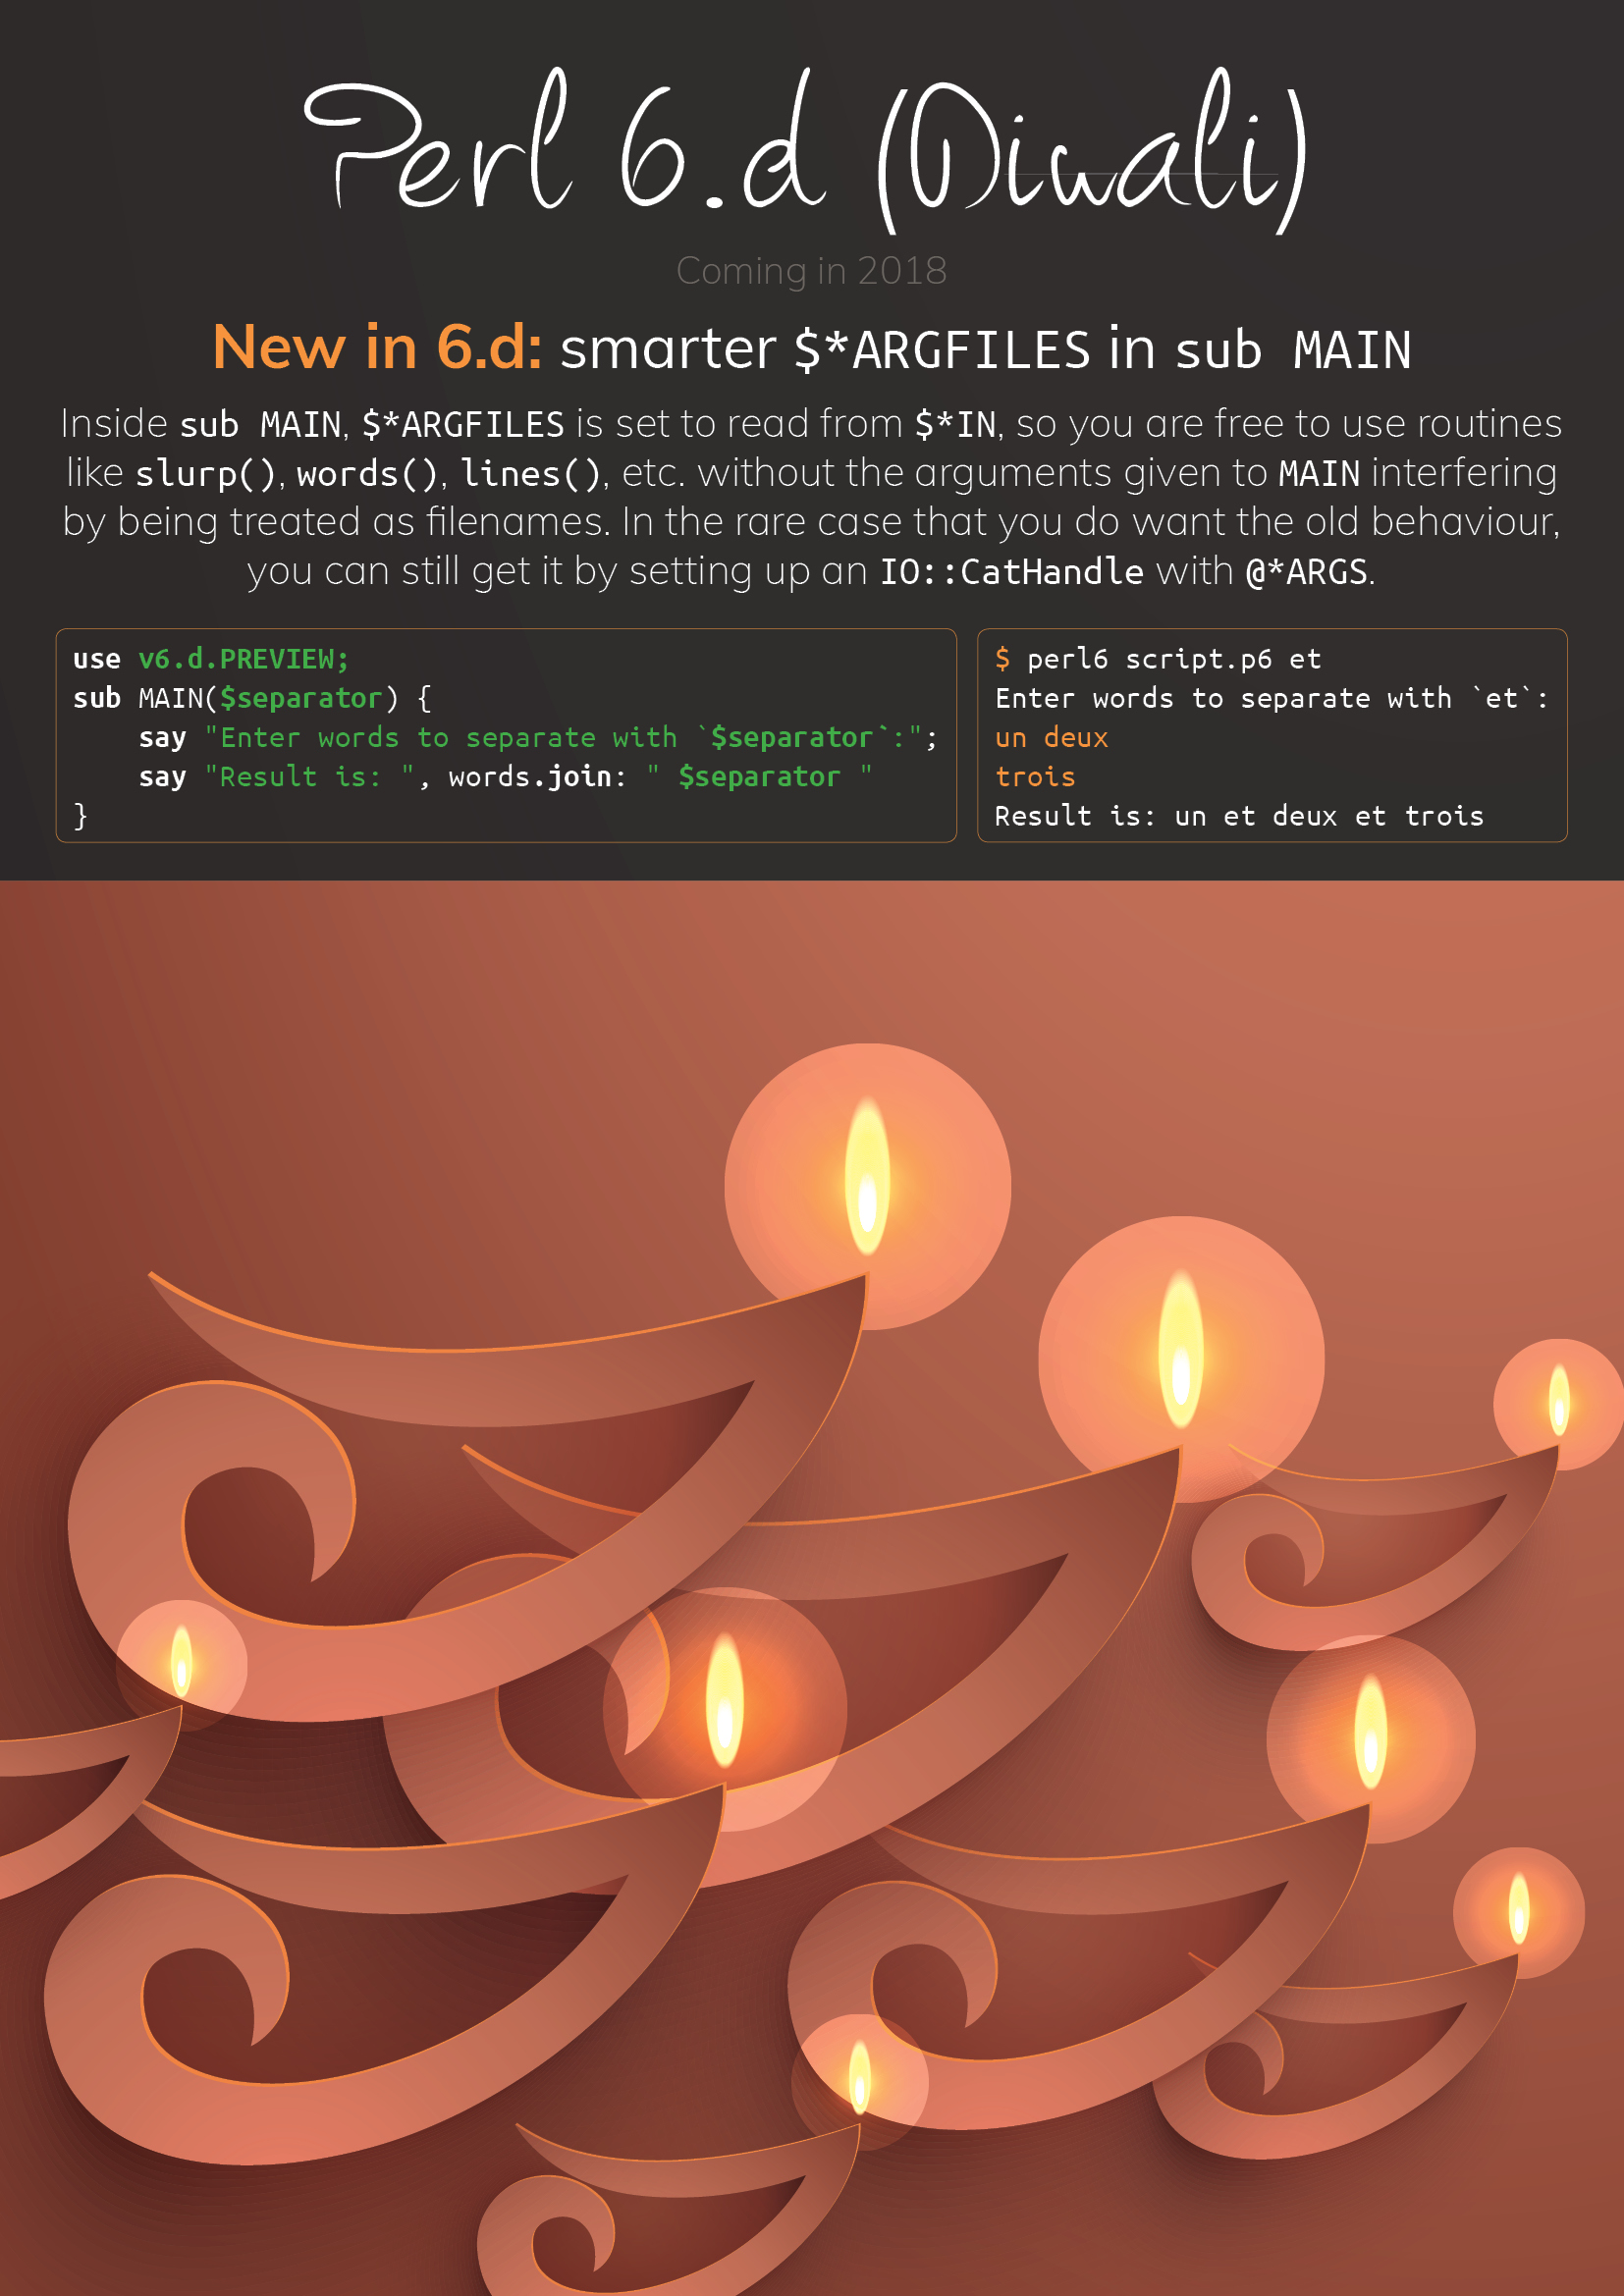 Perl 6.d (Diwali)
Coming in 2018
New in 6.d: smarter $*ARGFILES in sub MAIN
Inside sub MAIN, $*ARGFILES is set to read from $*IN, so you are free to use routines
like slurp(), words(), lines(), etc. without the arguments given to MAIN interfering
by being treated as filenames. In the rare case that you do want the old behaviour,
you can still get it by setting up an IO::CatHandle with @*ARGS.
use v6.d.PREVIEW;
sub MAIN($separator) {
    say "Enter words to separate with `$separator`:";
    say "Result is: ", words.join: " $separator "
}
$ perl6 script.p6 et
Enter words to separate with `et`:
un deux
trois
Result is: un et deux et trois